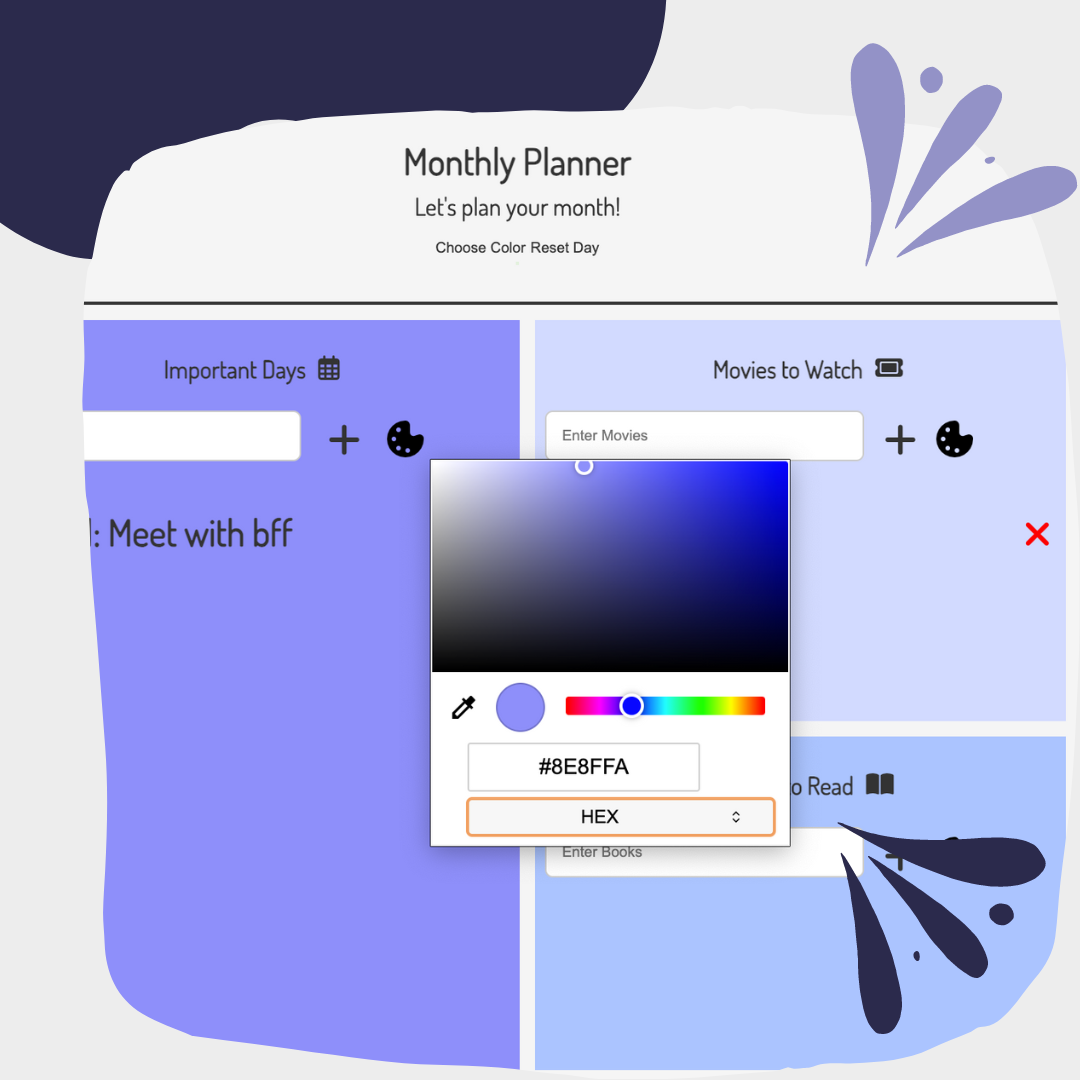 Monthly Planner
Let's plan your month!
Choose Color Reset Day
Important Days
Movies to Watch
Enter Movies
: Meet with bff
#8E8FFA
HEX
o Read
Enter Books